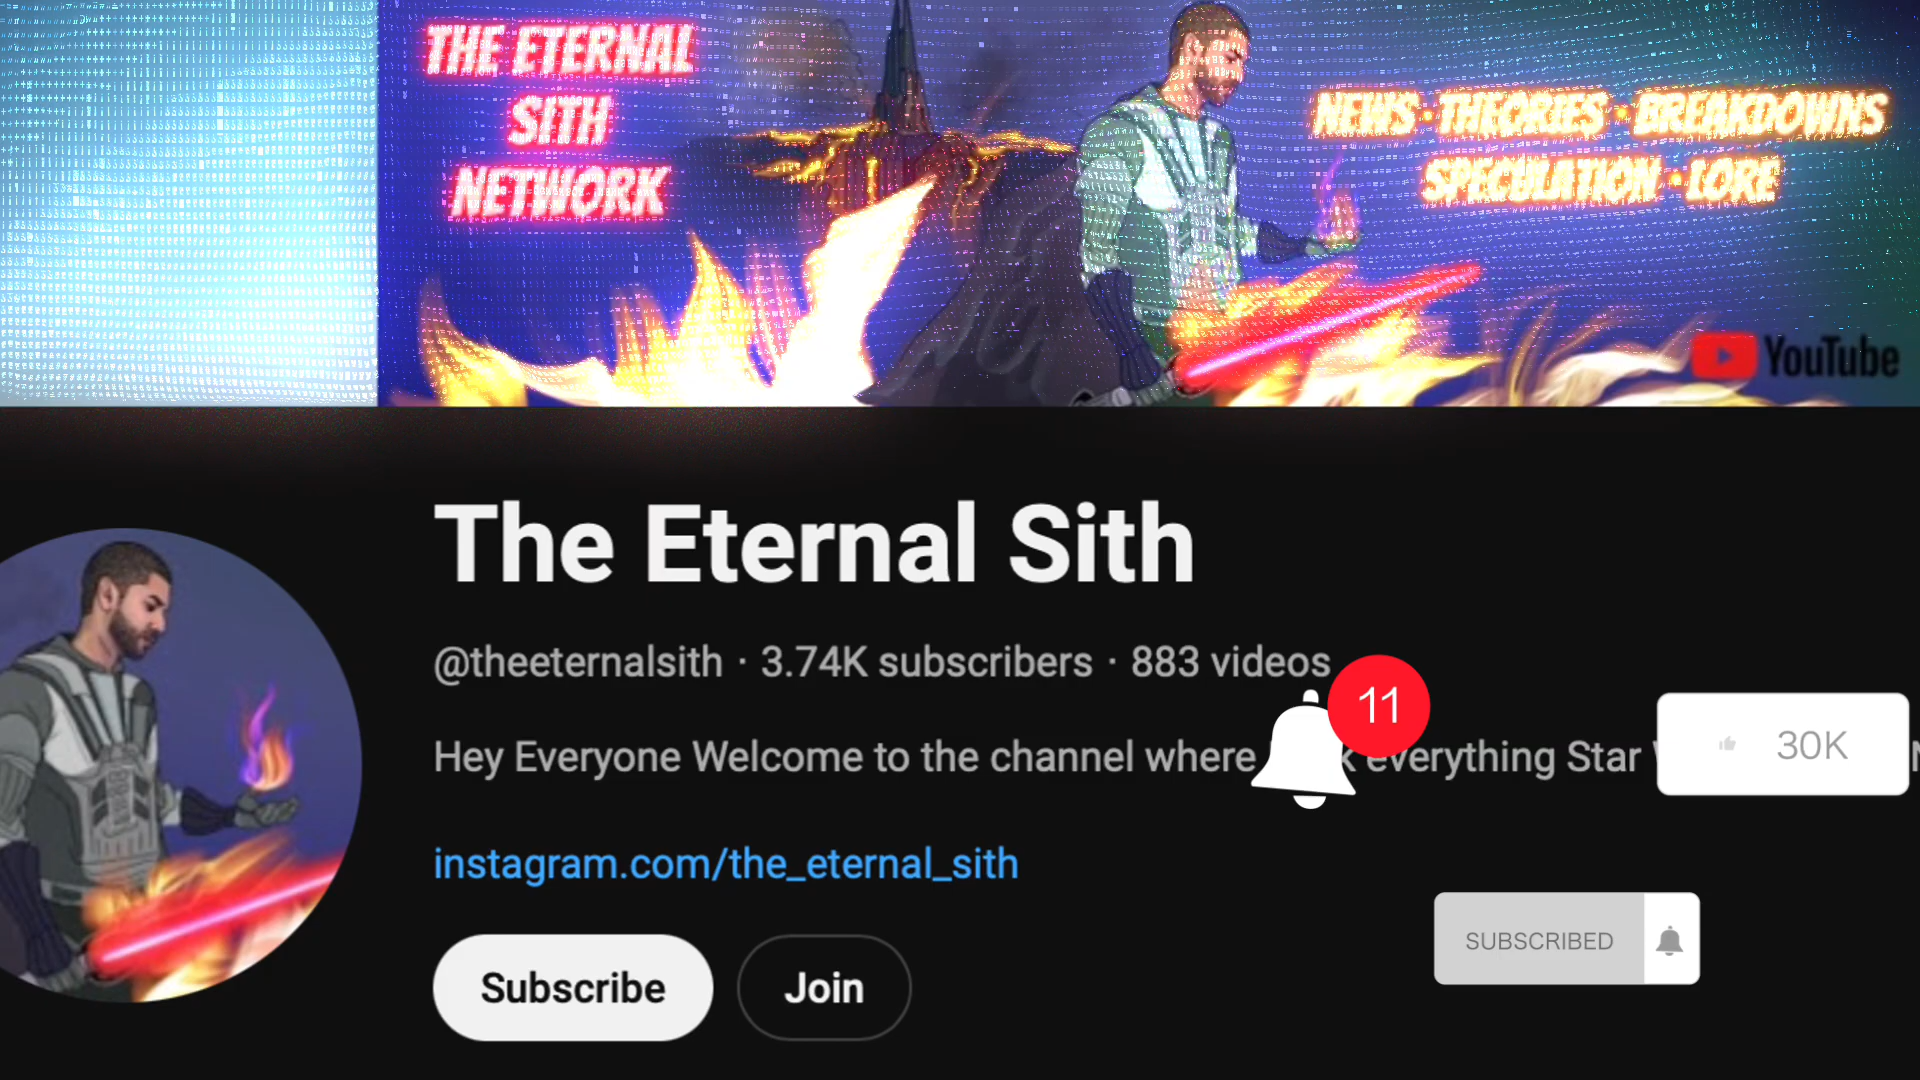 THE ETERNAL
SITH
NETWORK
NEWS · THEORIES · BREAKDOWNS
SPECULATION · LORE
YouTube
The Eternal Sith
@theeternalsith · 3.74K subscribers · 883 videos
11
Hey Everyone Welcome to the channel where everything Star
30K
instagram.com/the_eternal_sith
SUBSCRIBED
Subscribe
Join